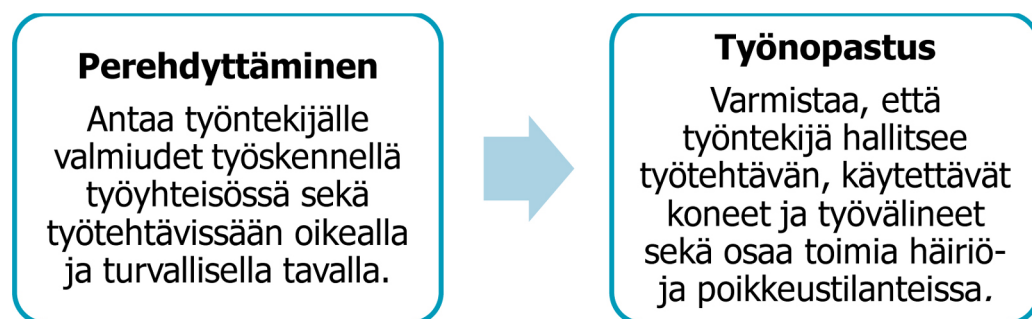 Perehdyttäminen
Antaa työntekijälle
valmiudet työskennellä
työyhteisössä sekä
työtehtävissään oikealla
ja turvallisella tavalla.
Työnopastus
Varmistaa, että
työntekijä hallitsee
työtehtävän, käytettävät
koneet ja työvälineet
sekä osaa toimia häiriö-
ja poikkeustilanteissa.